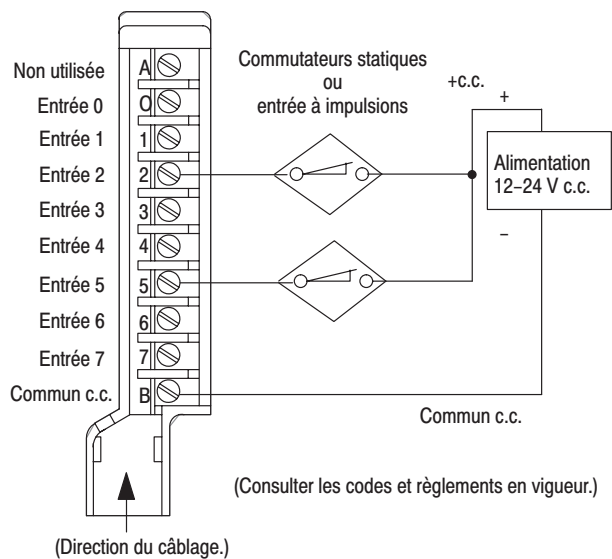 Non utilisée
Entrée 0
Entrée 1
Entrée 2
Entrée 3
Entrée 4
Entrée 5
Entrée 6
Entrée 7
Commun c.c.
A
O
1
2
3
4
5
6
7
B
Commutateurs statiques
ou
entrée à impulsions
+c.c.
+
Alimentation
12–24 V c.c.
–
Commun c.c.
(Consulter les codes et règlements en vigueur.)
(Direction du câblage.)